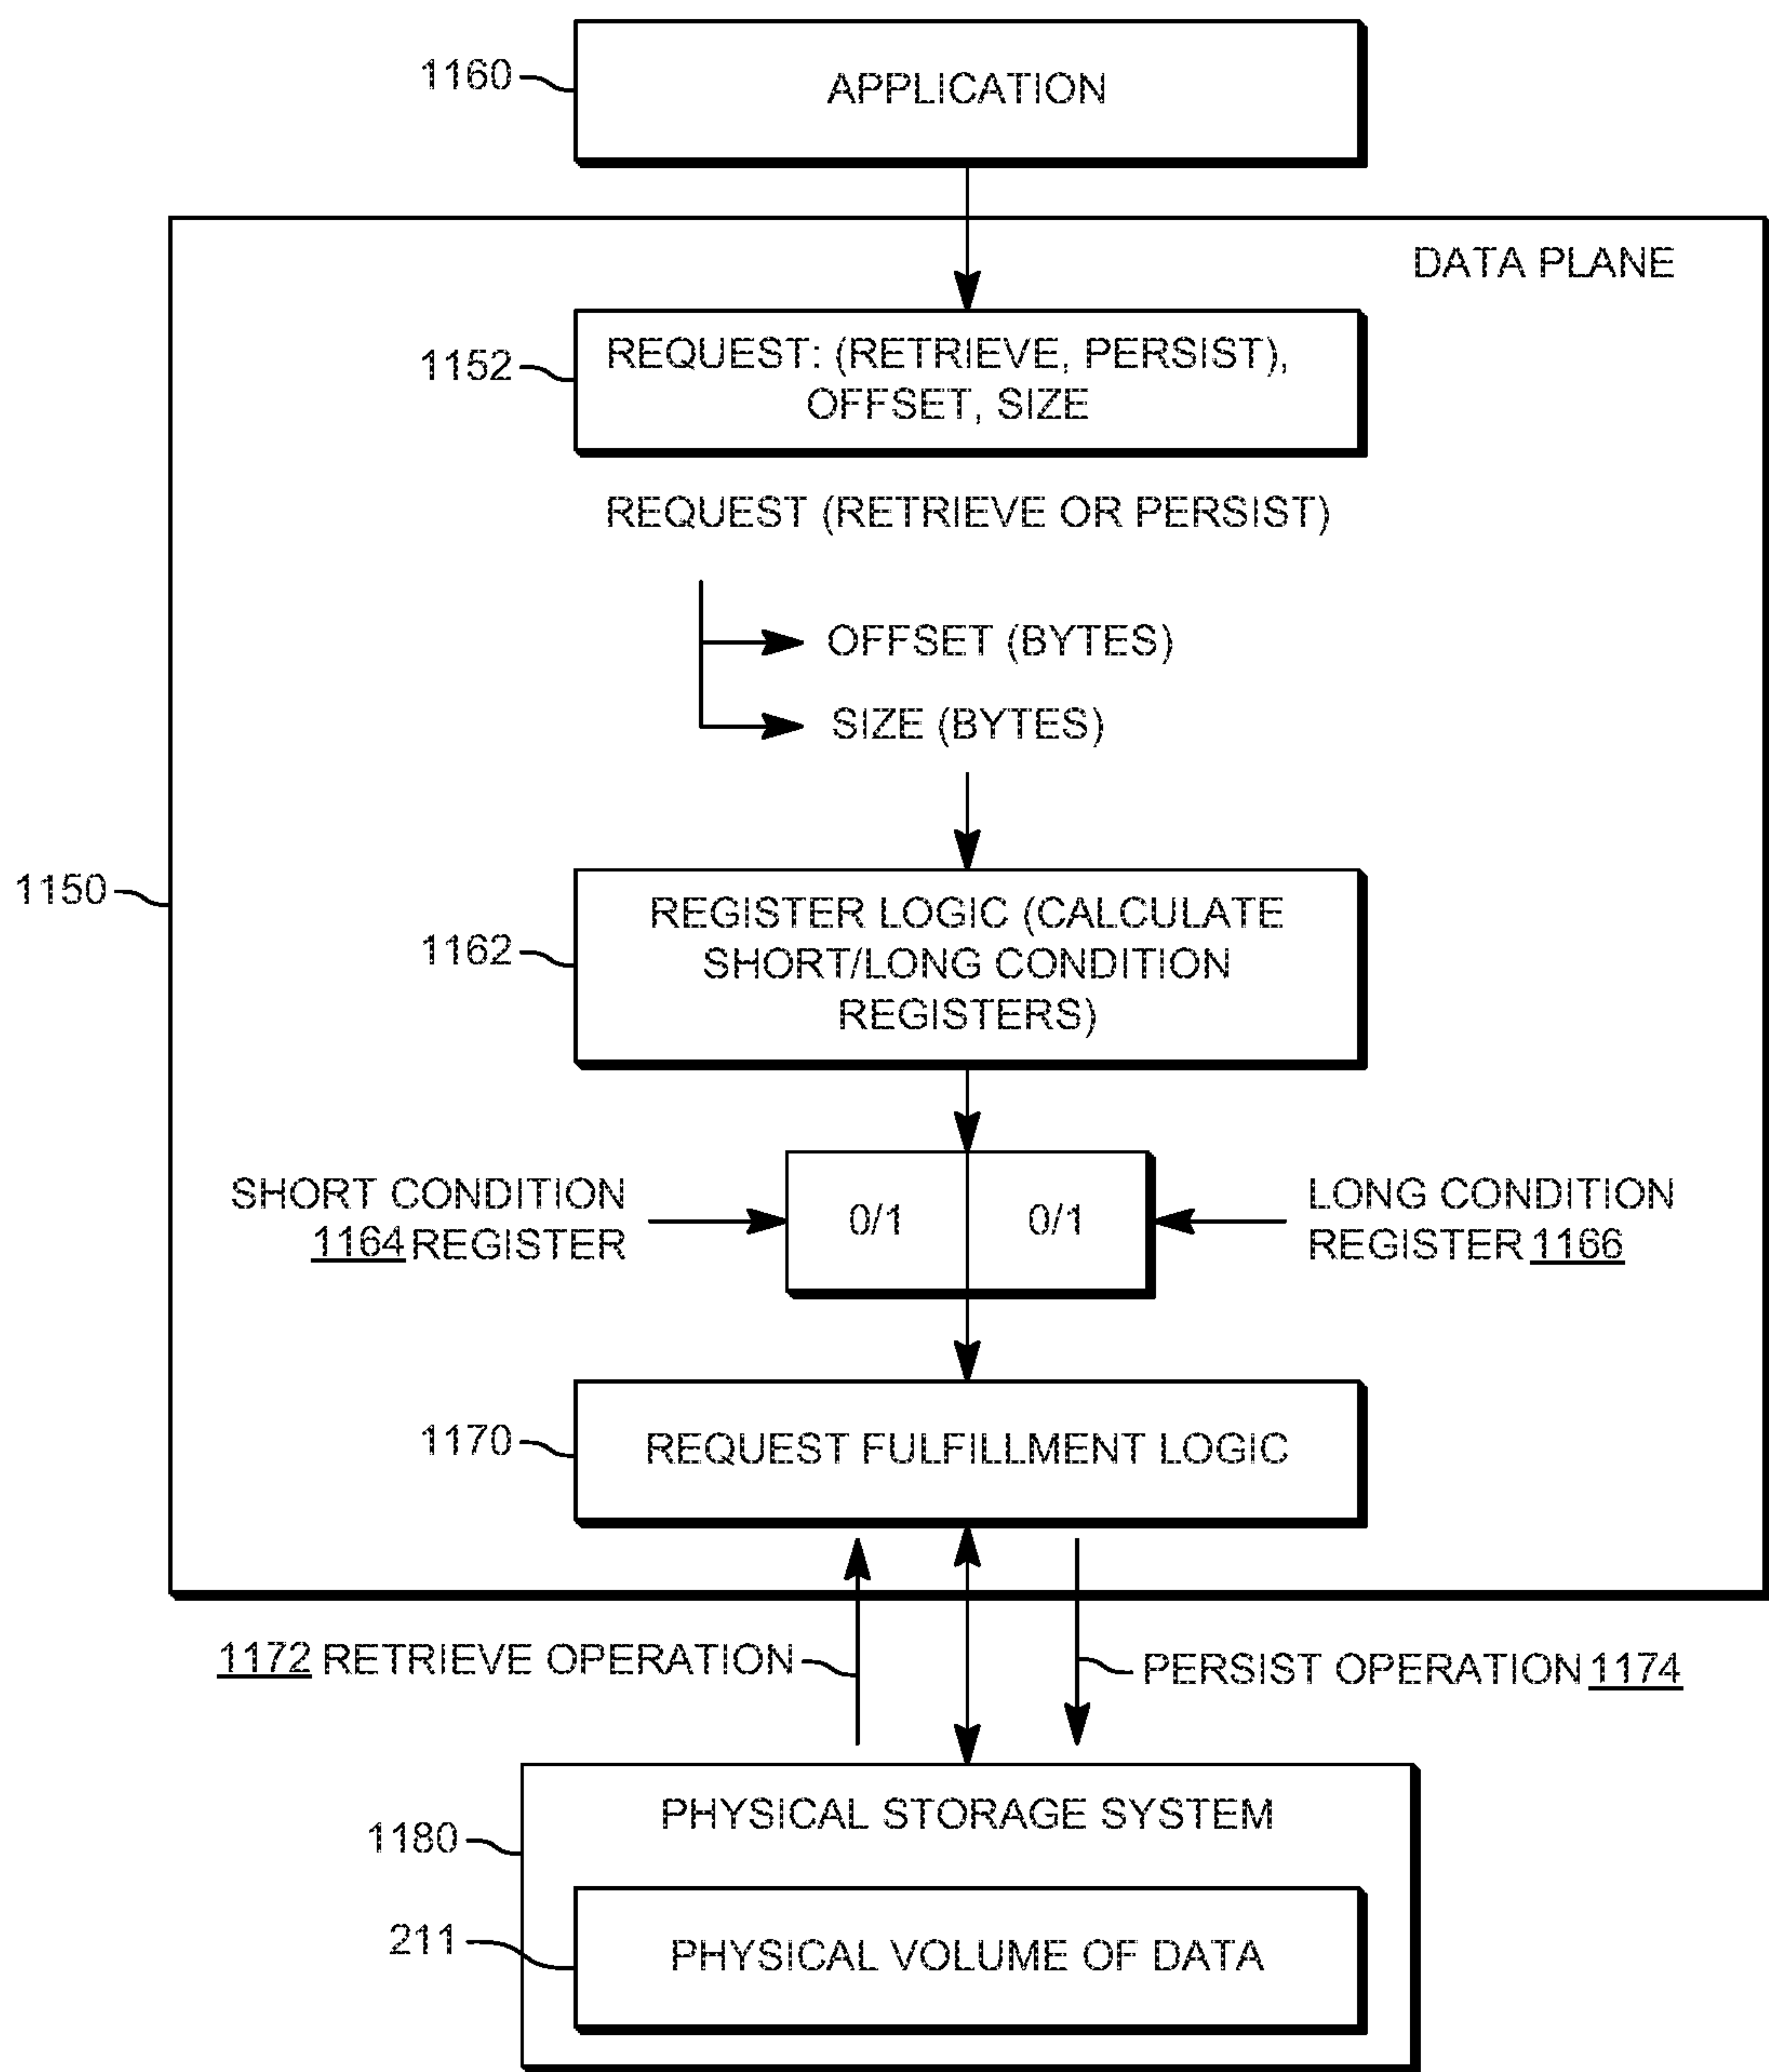 1160
APPLICATION
DATA PLANE
1152
REQUEST: (RETRIEVE, PERSIST),
OFFSET, SIZE
REQUEST (RETRIEVE OR PERSIST)
OFFSET (BYTES)
SIZE (BYTES)
1150
1162
REGISTER LOGIC (CALCULATE
SHORT/LONG CONDITION
REGISTERS)
SHORT CONDITION
1164 REGISTER
0/1
0/1
LONG CONDITION
REGISTER 1166
1170
REQUEST FULFILLMENT LOGIC
1172 RETRIEVE OPERATION
PERSIST OPERATION 1174
PHYSICAL STORAGE SYSTEM
1180
211
PHYSICAL VOLUME OF DATA